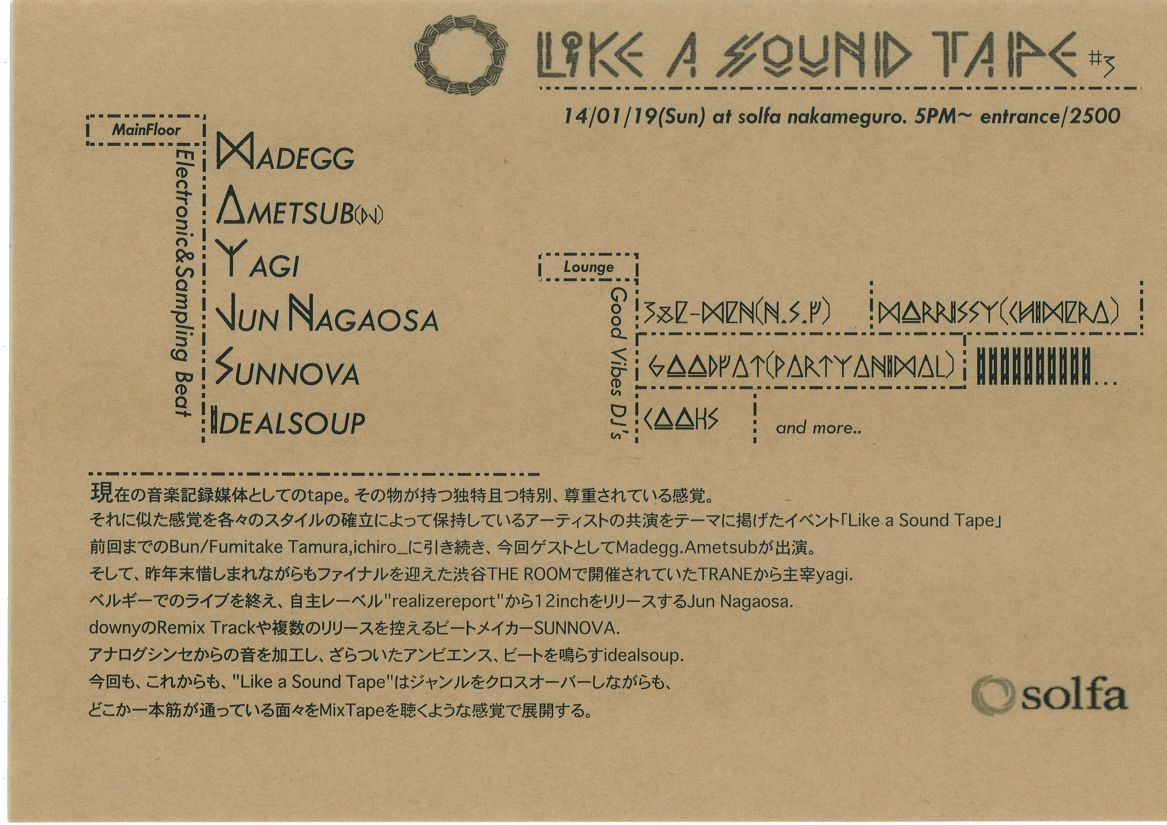 LIKE A SOUND TAPE #3
14/01/19(Sun) at solfa nakameguro. 5PM~ entrance/2500
MainFloor
Electronic&Sampling Beat
MADEGG
AMETSUB(DJ)
YAGI
JUN NAGAOSA
SUNNOVA
IDEALSOUP
Lounge
Good Vibes DJ's
MARRISSY(CHIMERA)
GOODFAT(PARTYANIMAL)
COOKS
and more..
現在の音楽記録媒体としてのtape。その物が持つ独特且つ特別、尊重されている感覚。
それに似た感覚を各々のスタイルの確立によって保持しているアーティストの共演をテーマに掲げたイベント「Like a Sound Tape」
前回までのBun/Fumitake Tamura,ichiro_に引き続き、今回ゲストとしてMadegg.Ametsubが出演。
そして、昨年末惜しまれながらもファイナルを迎えた渋谷THE ROOMで開催されていたTRANEから主宰yagi.
ベルギーでのライブを終え、自主レーベル"realizereport"から12inchをリリースするJun Nagaosa.
downyのRemix Trackや複数のリリースを控えるビートメイカーSUNNOVA.
アナログシンセからの音を加工し、ざらついたアンビエンス、ビートを鳴らすidealsoup.
今回も、これからも、"Like a Sound Tape"はジャンルをクロスオーバーしながらも、
どこか一本筋が通っている面々をMixTapeを聴くような感覚で展開する。
solfa